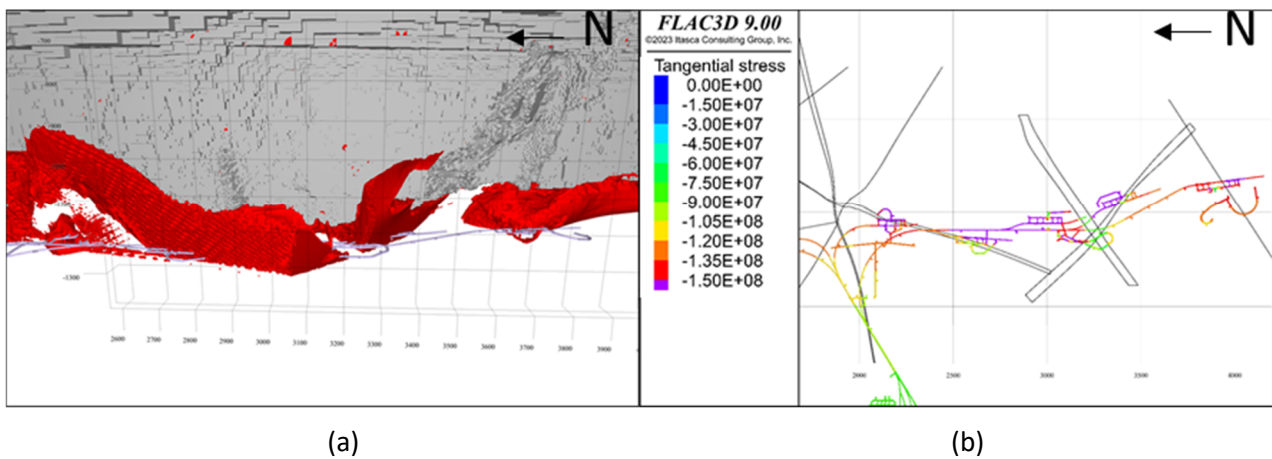 N
-700
-1300
2600 2700 2800 2900 3000 3100 3200 3300 3400 3500 3600 3700 3800 3900
FLAC3D 9.00
©2023 Itasca Consulting Group, Inc.
Tangential stress
0.00E+00
-1.50E+07
-3.00E+07
-4.50E+07
-6.00E+07
-7.50E+07
-9.00E+07
-1.05E+08
-1.20E+08
-1.35E+08
-1.50E+08
N
2000 2500 3000 3500 4000
(a)
(b)